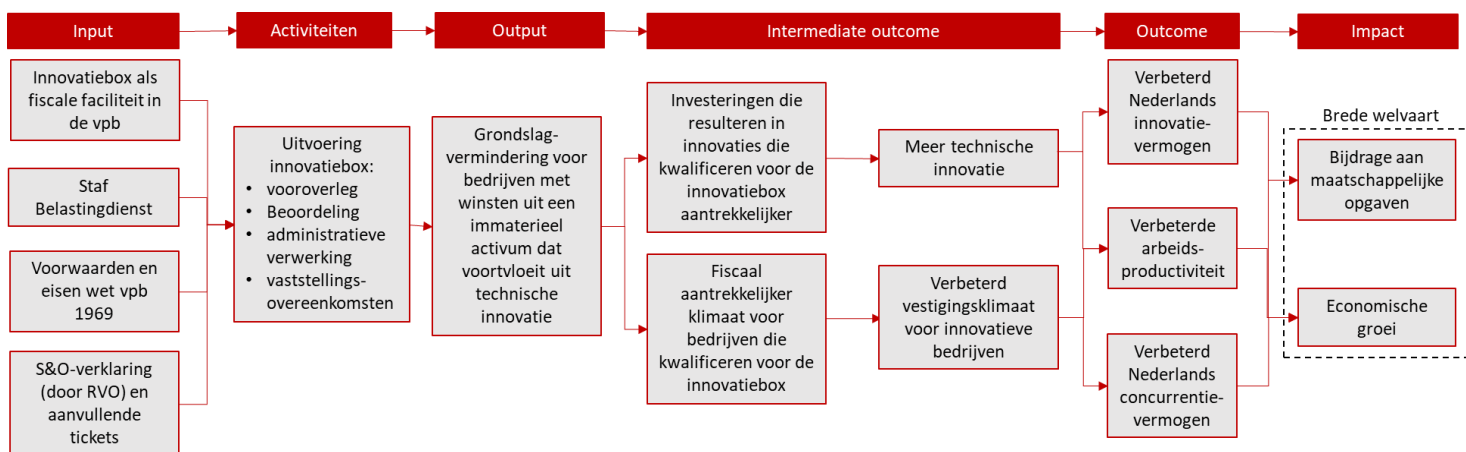 Input
Activiteiten
Output
Intermediate outcome
Outcome
Impact
Innovatiebox als
fiscale faciliteit in
de vpb
Staf
Belastingdienst
Voorwaarden en
eisen wet vpb
1969
S&O-verklaring
(door RVO) en
aanvullende
tickets
Uitvoering
innovatiebox:
• vooroverleg
• Beoordeling
• administratieve
verwerking
• vaststellings-
overeenkomsten
Grondslag-
vermindering voor
bedrijven met
winsten uit een
immaterieel
activum dat
voortvloeit uit
technische
innovatie
Investeringen die
resulteren in
innovaties die
kwalificeren voor de
innovatiebox
aantrekkelijker
Fiscaal
aantrekkelijker
klimaat voor
bedrijven die
kwalificeren voor de
innovatiebox
Meer technische
innovatie
Verbeterd
vestigingsklimaat
voor innovatieve
bedrijven
Verbeterd
Nederlands
innovatie-
vermogen
Verbeterde
arbeids-
productiviteit
Verbeterd
Nederlands
concurrentie-
vermogen
Brede welvaart
Bijdrage aan
maatschappelijke
opgaven
Economische
groei